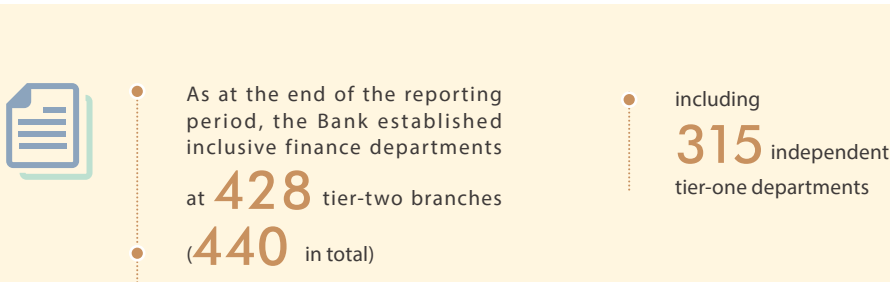 As at the end of the reporting
period, the Bank established
inclusive finance departments
at 428 tier-two branches
(440 in total)
including
315 independent
tier-one departments